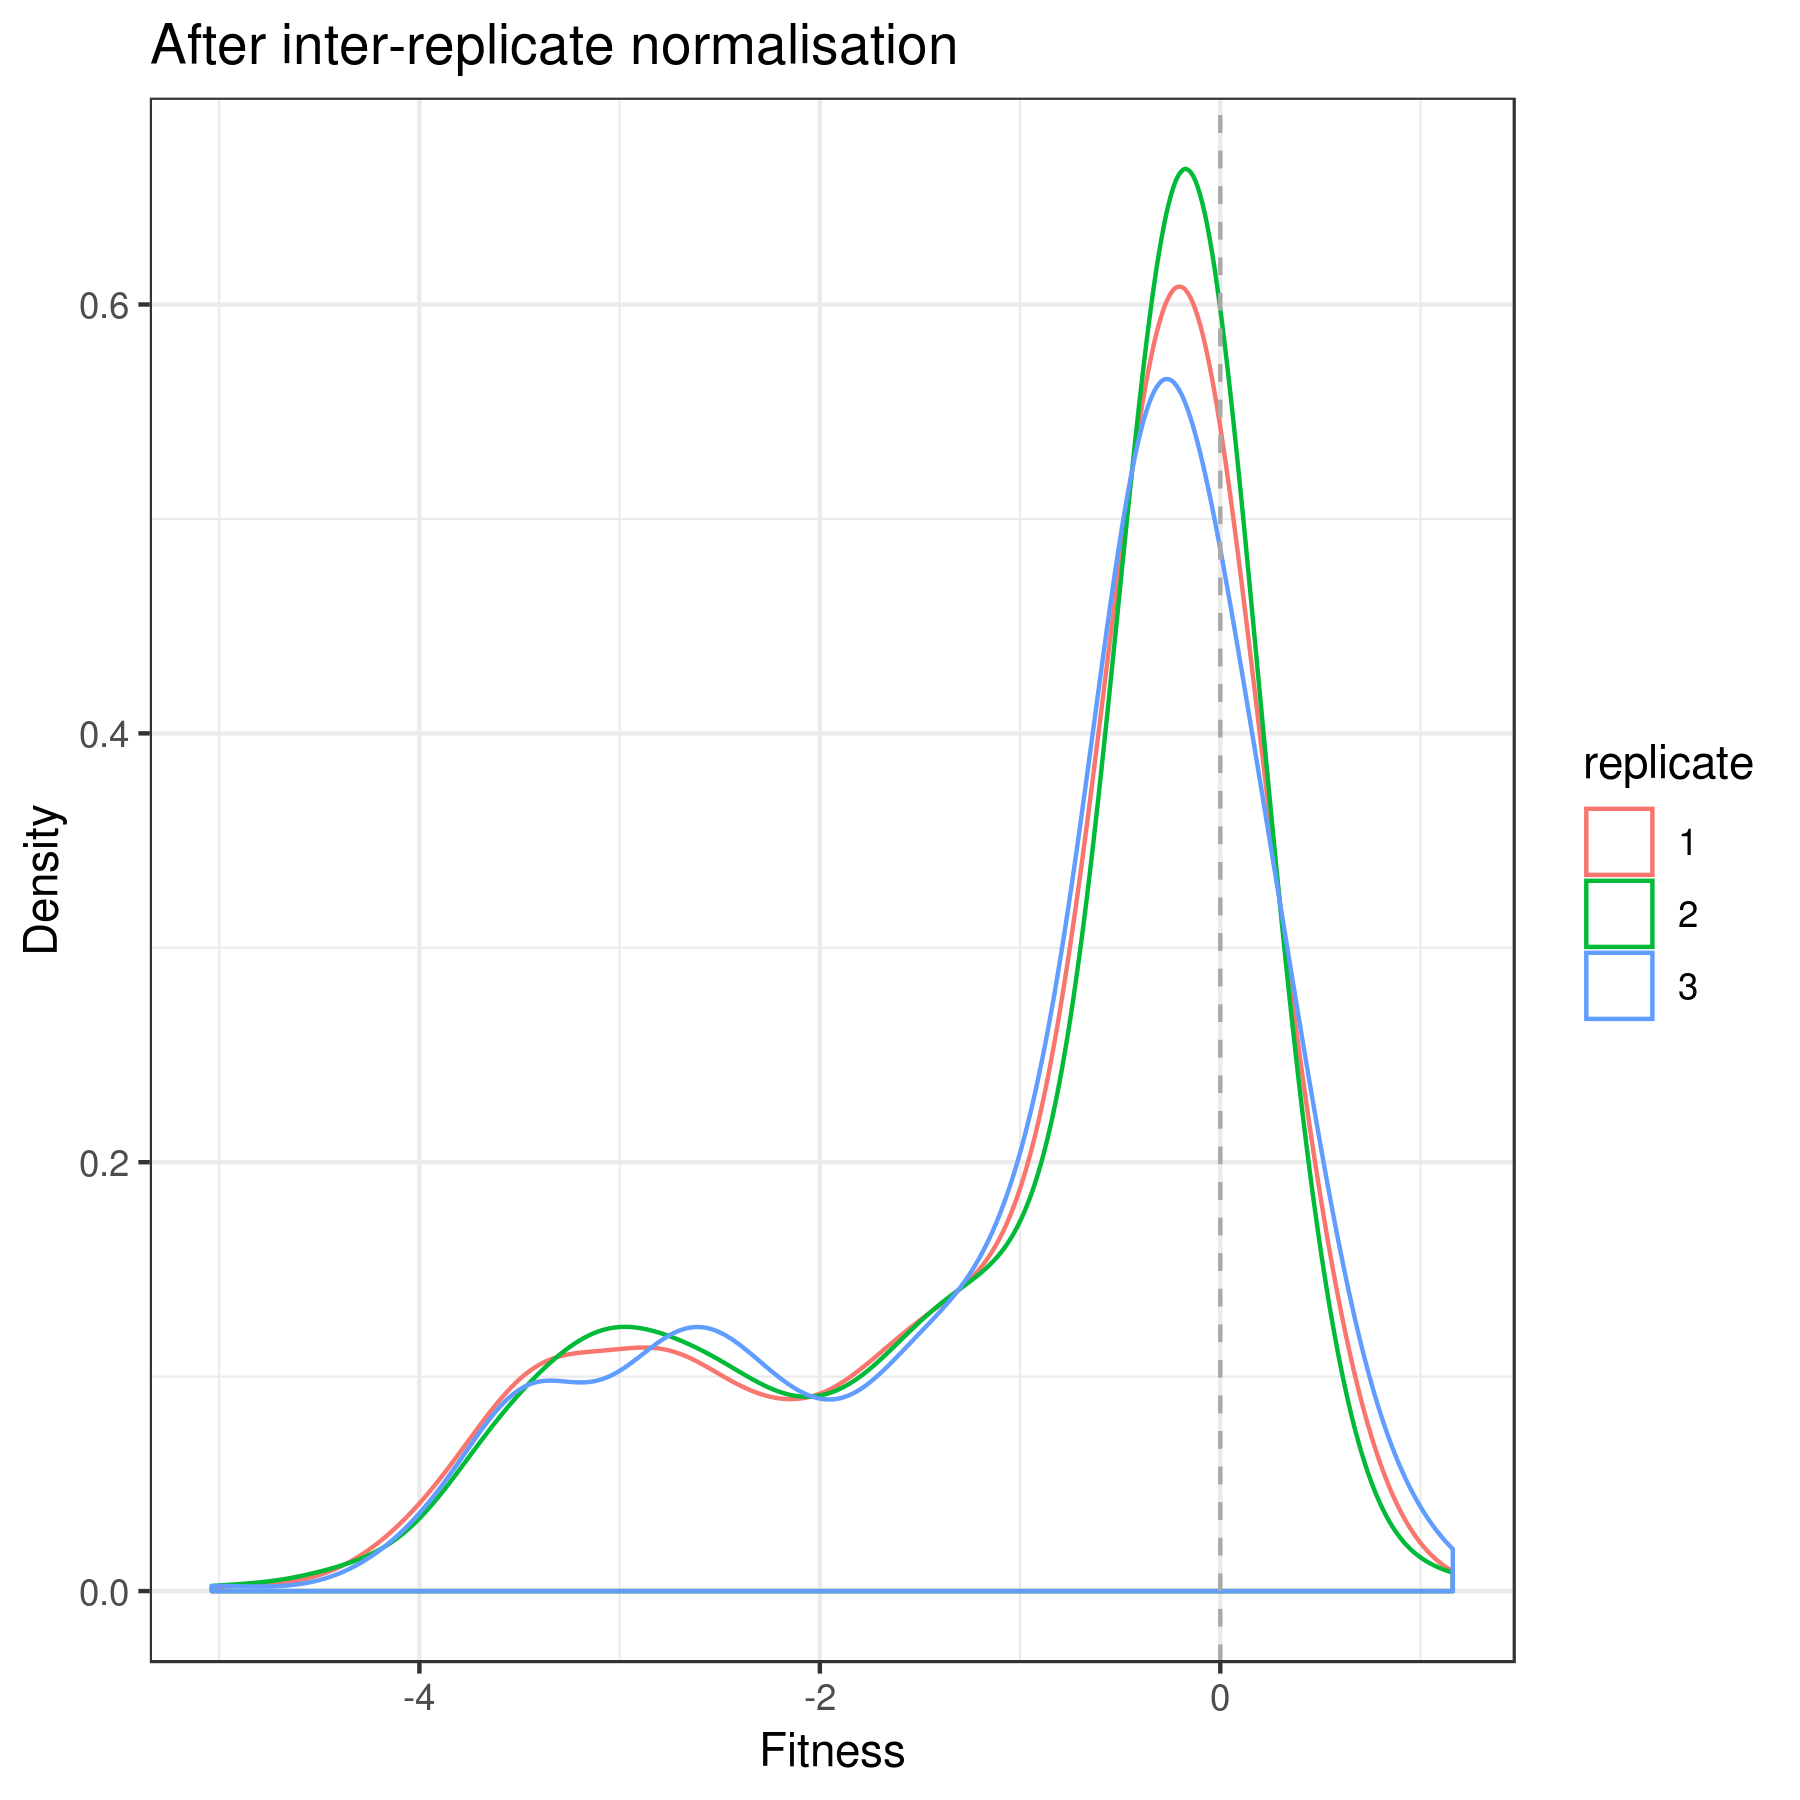 After inter-replicate normalisation
0.6
0.4
0.2
0.0
Density
-4
-2
0
Fitness
replicate
1
2
3